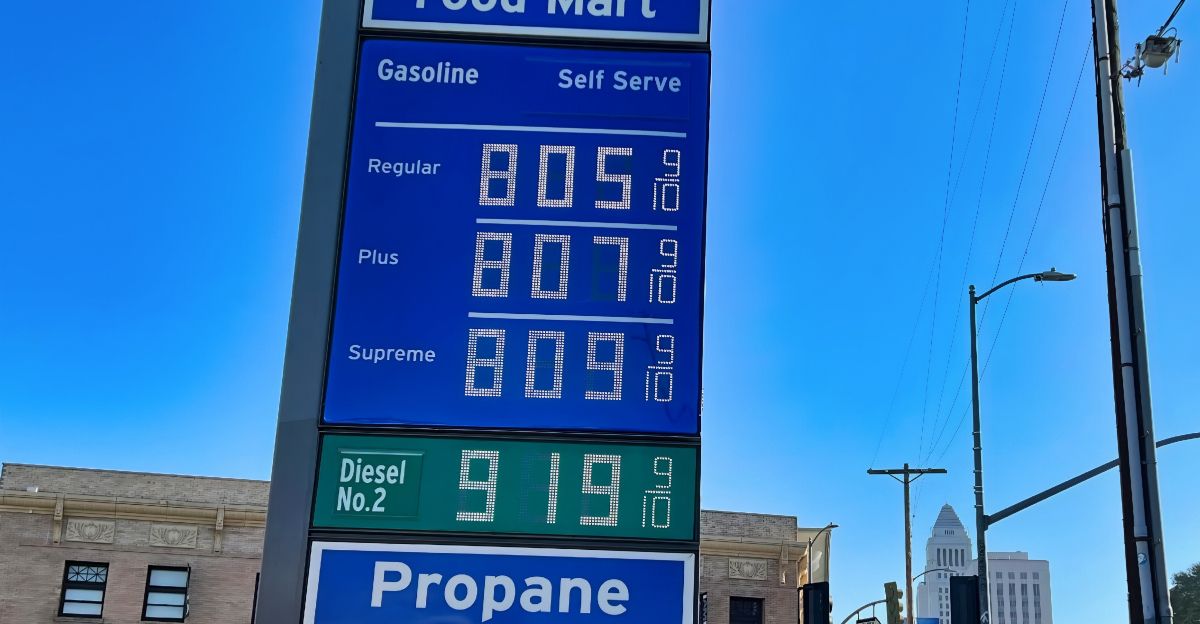 Food Mart
Gasoline Self Serve
Regular 805 9/10
Plus 807 9/10
Supreme 809 9/10
Diesel
No.2 919 9/10
Propane